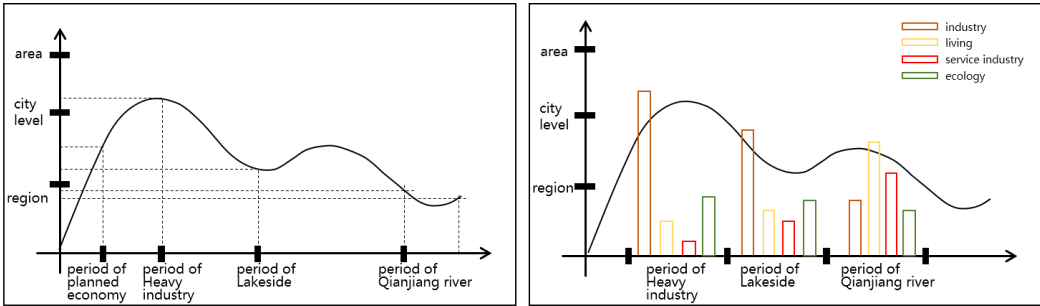 area
city
level
region
period of
planned
economy
period of
Heavy
industry
period of
Lakeside
period of
Qianjiang river
area
city
level
region
period of
Heavy
industry
period of
Lakeside
period of
Qianjiang river
industry
living
service industry
ecology